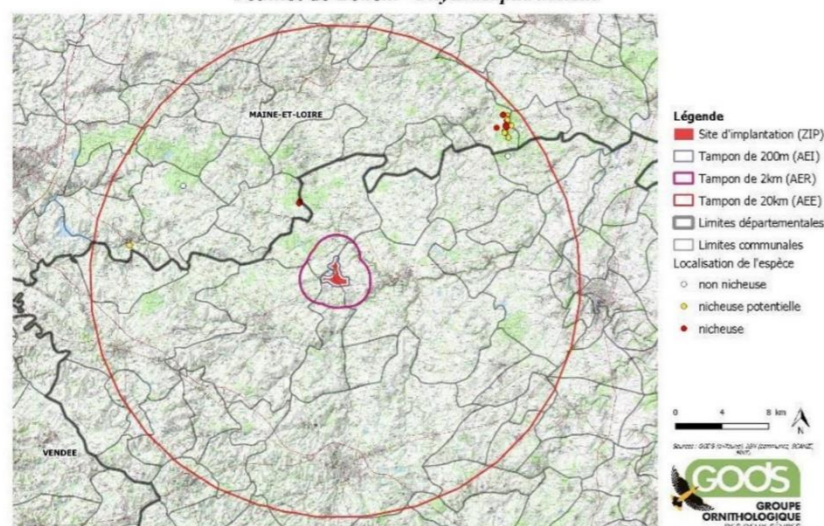 MAINE-ET-LOIRE
VENDEE
Légende
Site d'implantation (ZIP)
Tampon de 200m (AEI)
Tampon de 2km (AER)
Tampon de 20km (AEE)
Limites départementales
Limites communales
Localisation de l'espèce
non nicheuse
nicheuse potentielle
nicheuse
0 4 8 km
N
GODS
GROUPE
ORNITHOLOGIQUE